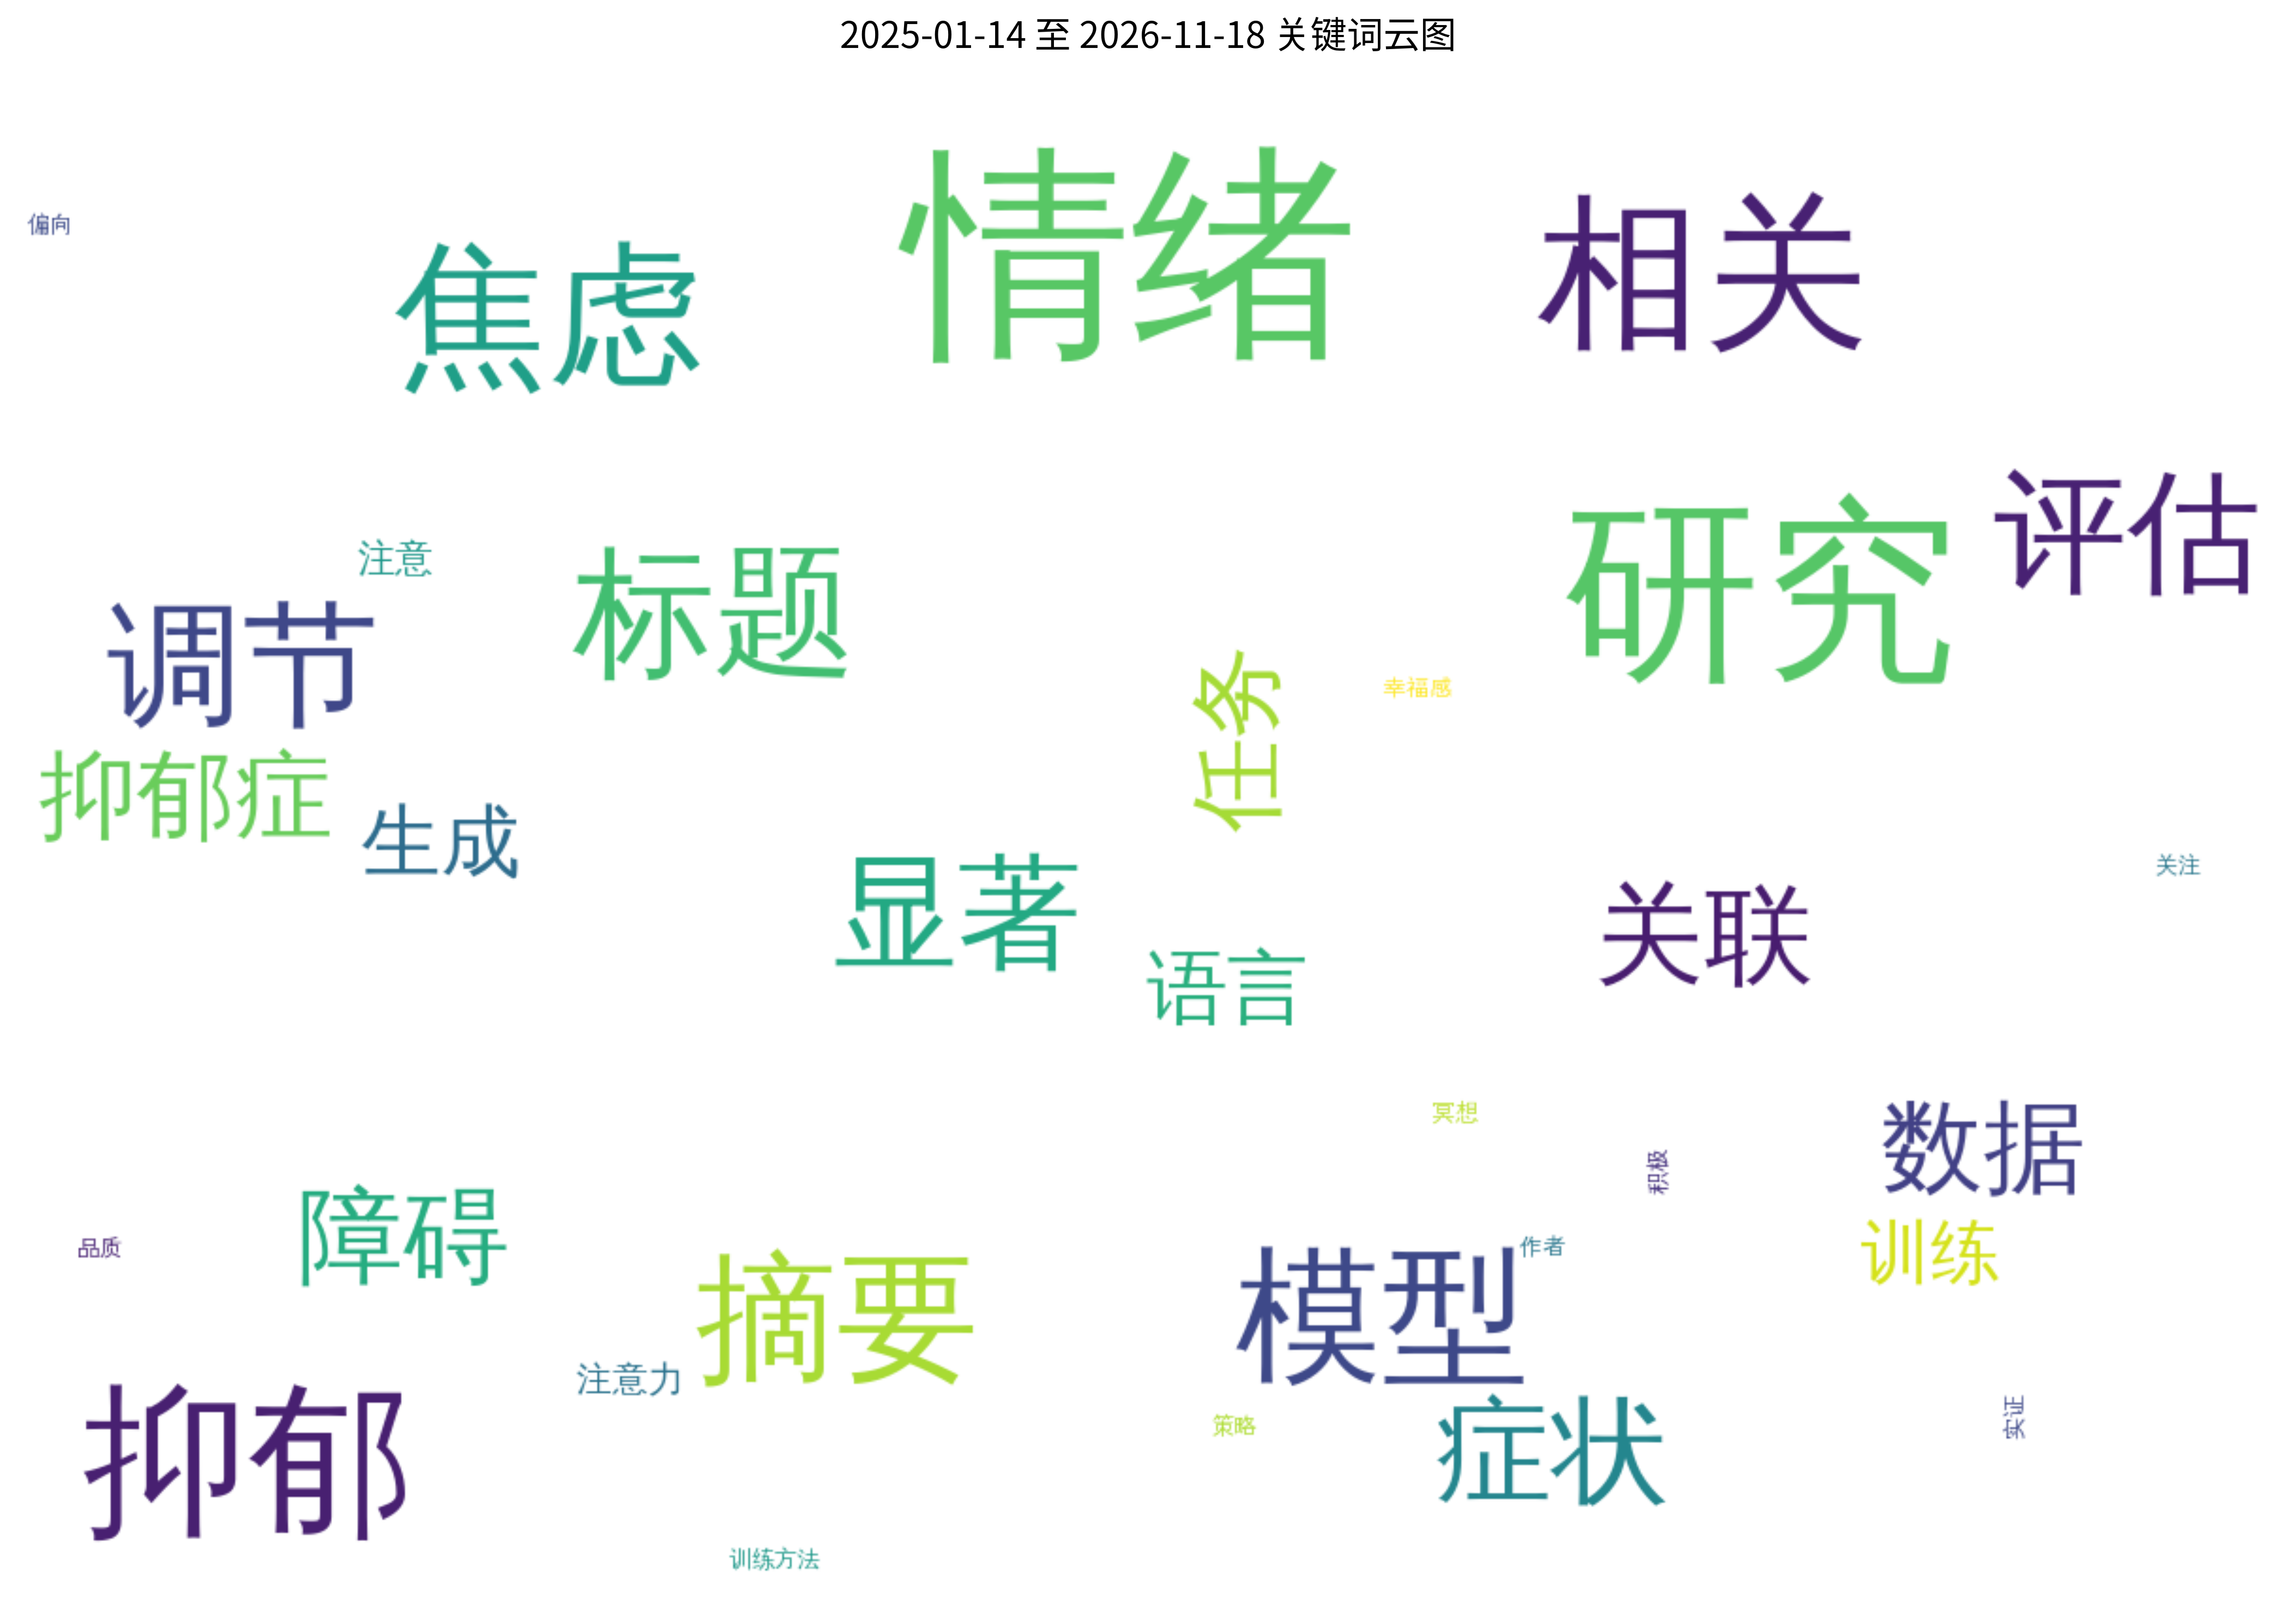 2025-01-14 至 2026-11-18 关键词云图
情绪
相关
偏向
焦虑
评估
研究
注意
标题
调节
任务
幸福感
抑郁症
生成
显著
关注
关联
语言
冥想
数据
积极
障碍
品质
作者
训练
摘要
模型
注意力
策略
症状
实证
抑郁
训练方法